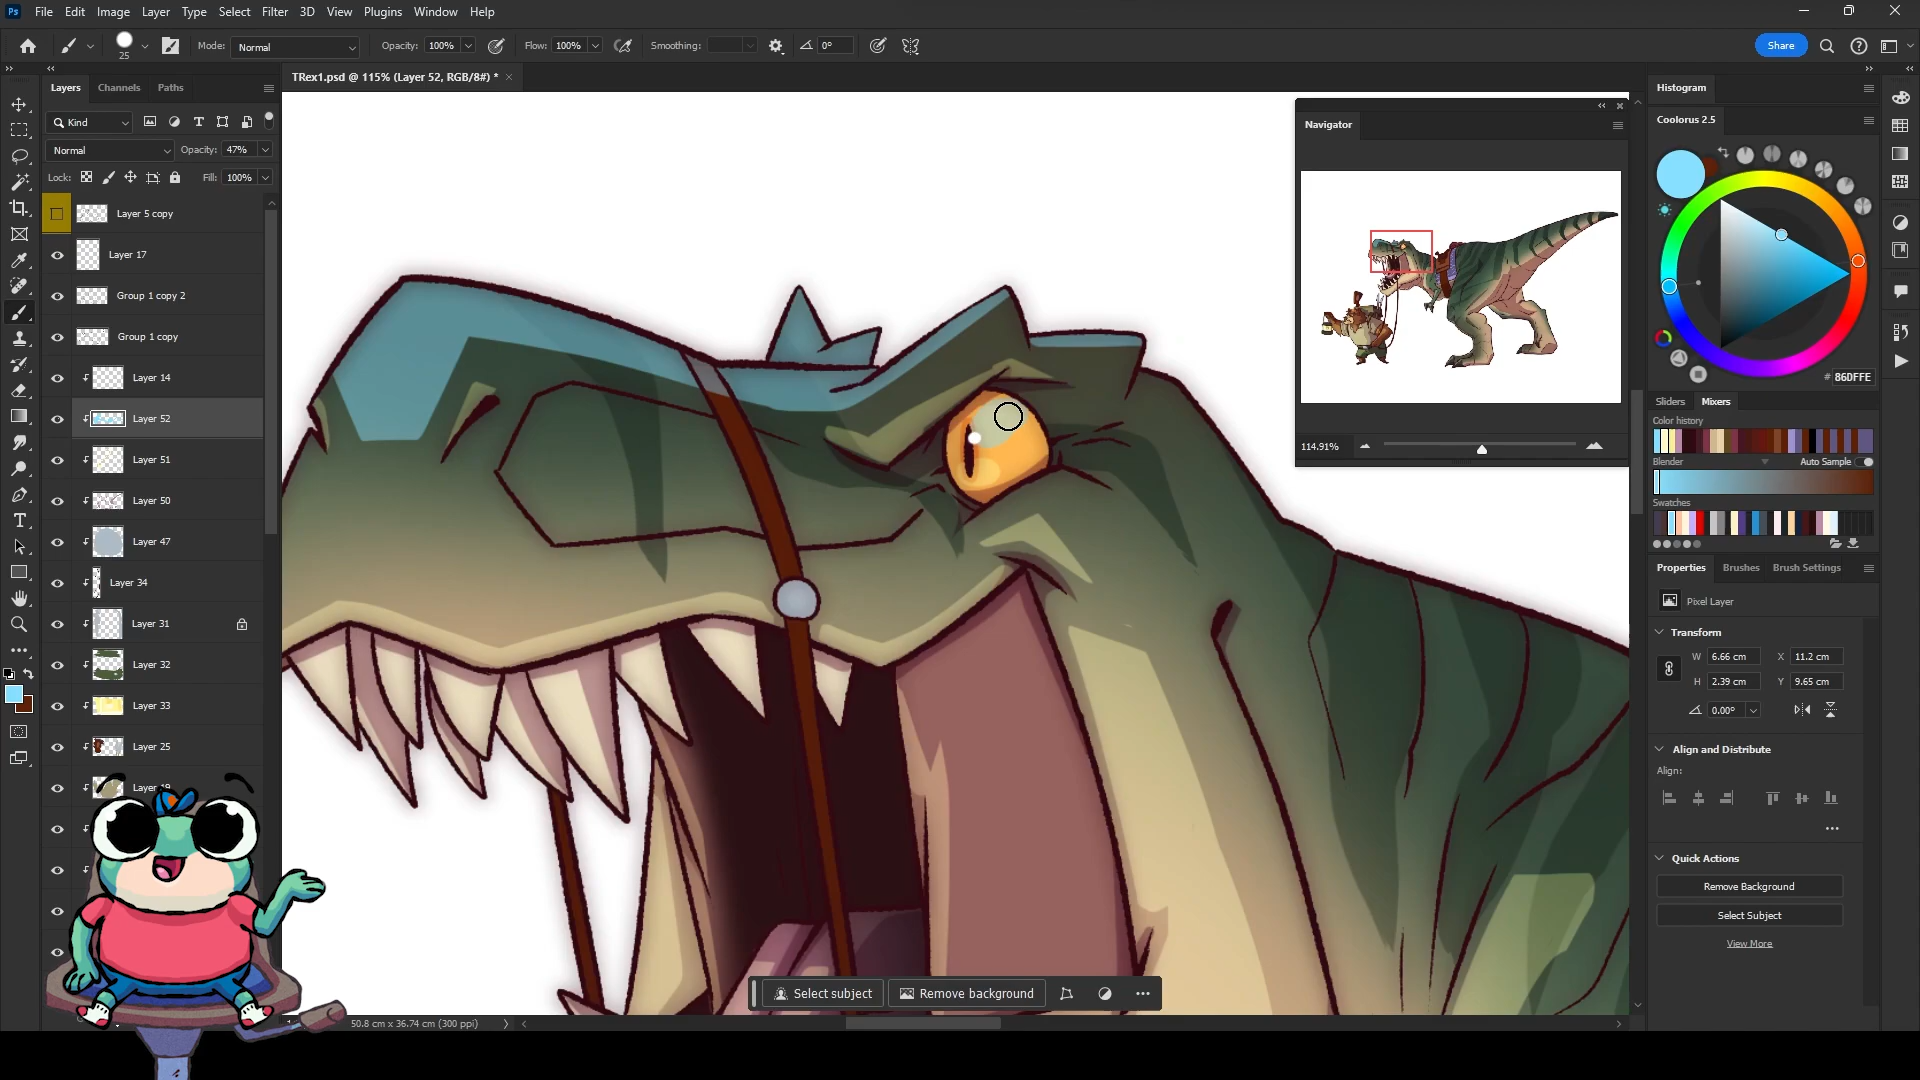 Ps File Edit Image Layer Type Select Filter 3D View Plugins Window Help
25 Mode: Normal Opacity: 100% Flow: 100% Smoothing: 0° Share
Layers Channels Paths
TRex1.psd @ 115% (Layer 52, RGB/8#) *
Kind
Normal Opacity: 47%
Lock: Fill: 100%
Layer 5 copy
Layer 17
Group 1 copy 2
Group 1 copy
Layer 14
Layer 52
Layer 51
Layer 50
Layer 47
Layer 34
Layer 31
Layer 32
Layer 33
Layer 25
Layer 19
Navigator
114.91%
Histogram
Coolorus 2.5
# 86DFFE
Sliders Mixers
Color history
Blender Auto Sample
Swatches
Properties Brushes Brush Settings
Pixel Layer
Transform
W 6.66 cm X 11.2 cm
H 2.39 cm Y 9.65 cm
0.00°
Align and Distribute
Align:
Quick Actions
Remove Background
Select Subject
View More
Select subject Remove background
50.8 cm x 36.74 cm (300 ppi)